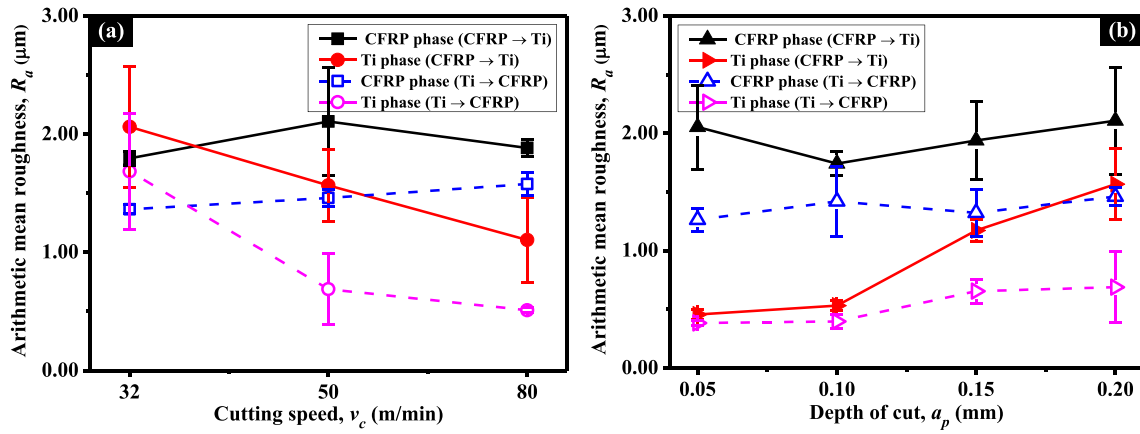 (a)
CFRP phase (CFRP → Ti)
Ti phase (CFRP → Ti)
CFRP phase (Ti → CFRP)
Ti phase (Ti → CFRP)
3.00
2.00
1.00
0.00
Arithmetic mean roughness, Ra (μm)
32
50
80
Cutting speed, vc (m/min)
(b)
CFRP phase (CFRP → Ti)
Ti phase (CFRP → Ti)
CFRP phase (Ti → CFRP)
Ti phase (Ti → CFRP)
3.00
2.00
1.00
0.00
Arithmetic mean roughness, Ra (μm)
0.05
0.10
0.15
0.20
Depth of cut, ap (mm)